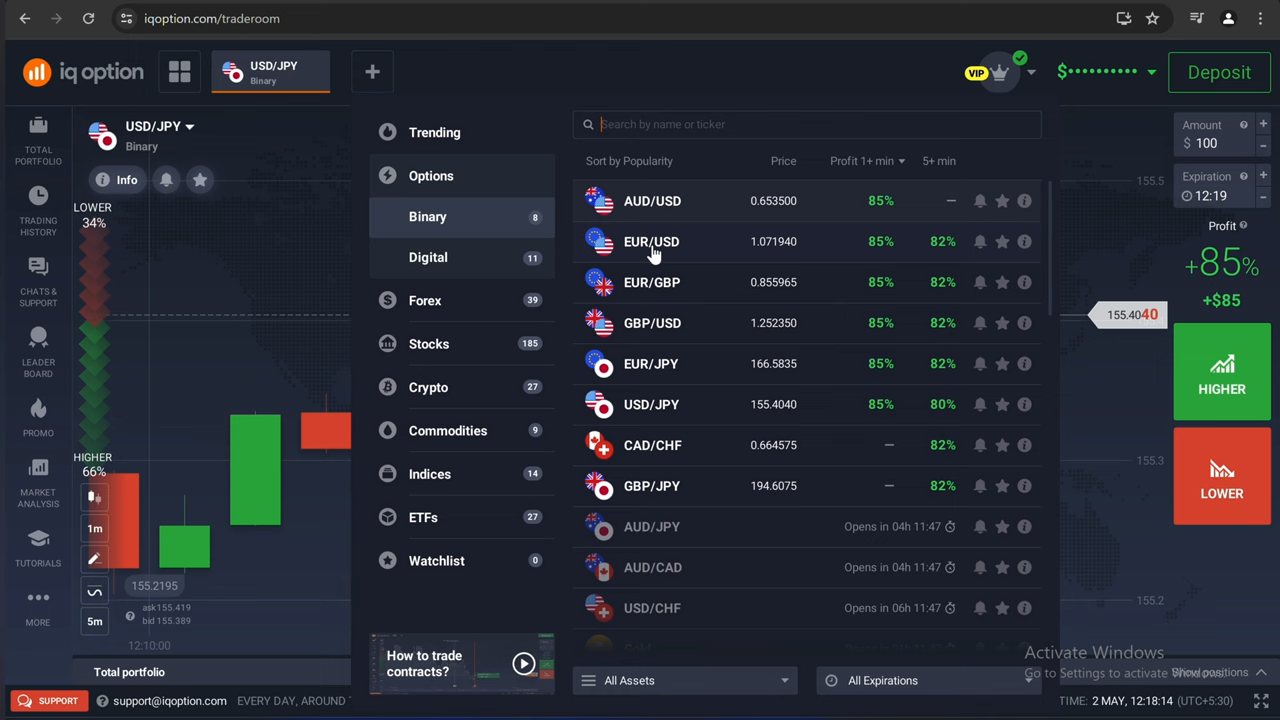 iqoption.com/traderoom
iq option
USD/JPY
Binary
VIP
$••••••••••
Deposit
TOTAL
PORTFOLIO
TRADING
HISTORY
CHATS &
SUPPORT
LEADER
BOARD
PROMO
MARKET
ANALYSIS
TUTORIALS
MORE
USD/JPY
Binary
Info
LOWER
34%
HIGHER
66%
1m
5m
155.2195
ask155.419
bid 155.389
12:10:00
Total portfolio
Trending
Options
Binary 8
Digital 11
Forex 39
Stocks 185
Crypto 27
Commodities 9
Indices 14
ETFs 27
Watchlist 0
How to trade
contracts?
Search by name or ticker
Sort by Popularity Price Profit 1+ min 5+ min
AUD/USD 0.653500 85% –
EUR/USD 1.071940 85% 82%
EUR/GBP 0.855965 85% 82%
GBP/USD 1.252350 85% 82%
EUR/JPY 166.5835 85% 82%
USD/JPY 155.4040 85% 80%
CAD/CHF 0.664575 – 82%
GBP/JPY 194.6075 – 82%
AUD/JPY Opens in 04h 11:47
AUD/CAD Opens in 04h 11:47
USD/CHF Opens in 06h 11:47
All Assets All Expirations
155.5
155.4040
155.3
155.2
Amount
$ 100
Expiration
12:19
Profit
+85%
+$85
HIGHER
LOWER
Activate Windows
Go to Settings to activate Windows.
Show positions
SUPPORT support@iqoption.com EVERY DAY, AROUND T
TIME: 2 MAY, 12:18:14 (UTC+5:30)